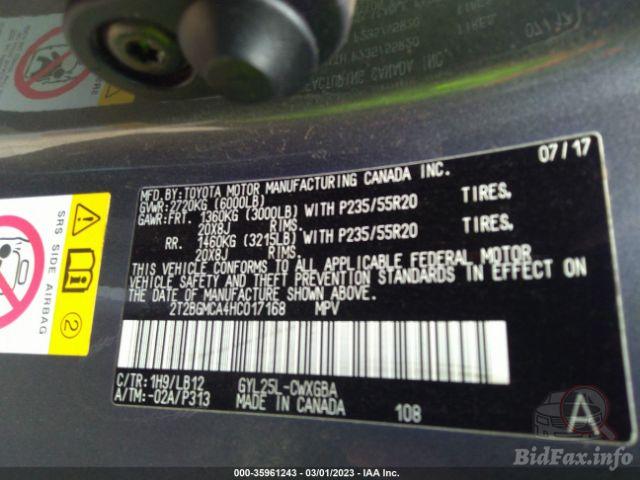 07/17
MFD.BY:TOYOTA MOTOR MANUFACTURING CANADA INC.
GVWR:2720KG (6000LB)
GAWR:FRT. 1360KG (3000LB) WITH P235/55R20 TIRES,
20X8J RIMS.
RR. 1460KG (3215LB) WITH P235/55R20 TIRES,
20X8J RIMS.
THIS VEHICLE CONFORMS TO ALL APPLICABLE FEDERAL MOTOR
VEHICLE SAFETY AND THEFT PREVENTION STANDARDS IN EFFECT ON
THE DATE OF MANUFACTURE SHOWN ABOVE.
2T2BGMCA4HC017168 MPV
C/TR: 1H9/LB12 GYL25L-CWXGBA
A/TM: -02A/P313 MADE IN CANADA 108
A
SRS SIDE AIRBAG
2
000-35961243 - 03/01/2023 - IAA Inc.
BidFax.info